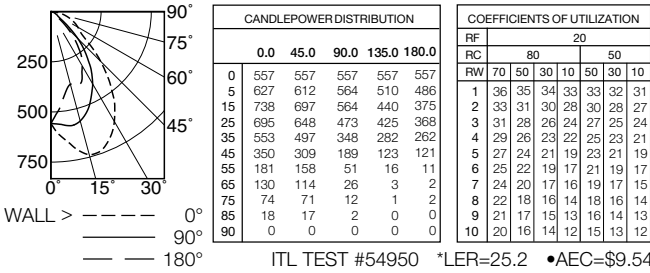 90°
75°
60°
45°
250
500
750
0° 15° 30°
WALL > 0°
90°
180°
CANDLEPOWER DISTRIBUTION
0.0 45.0 90.0 135.0 180.0
0 557 557 557 557 557
5 627 612 564 510 486
15 738 697 564 440 375
25 695 648 473 425 368
35 553 497 348 282 262
45 350 309 189 123 121
55 181 158 51 16 11
65 130 114 26 3 2
75 74 71 12 1 2
85 18 17 2 0 0
90 0 0 0 0 0
COEFFICIENTS OF UTILIZATION
RF 20
RC 80 50
RW 70 50 30 10 50 30 10
1 36 35 34 33 33 32 31
2 33 31 30 28 30 28 27
3 31 28 26 24 27 25 24
4 29 26 23 22 25 23 21
5 27 24 21 19 23 21 19
6 25 22 19 17 21 19 17
7 24 20 17 16 19 17 15
8 22 18 16 14 18 16 14
9 21 17 15 13 16 14 13
10 20 16 14 12 15 13 12
ITL TEST #54950 *LER=25.2 •AEC=$9.54